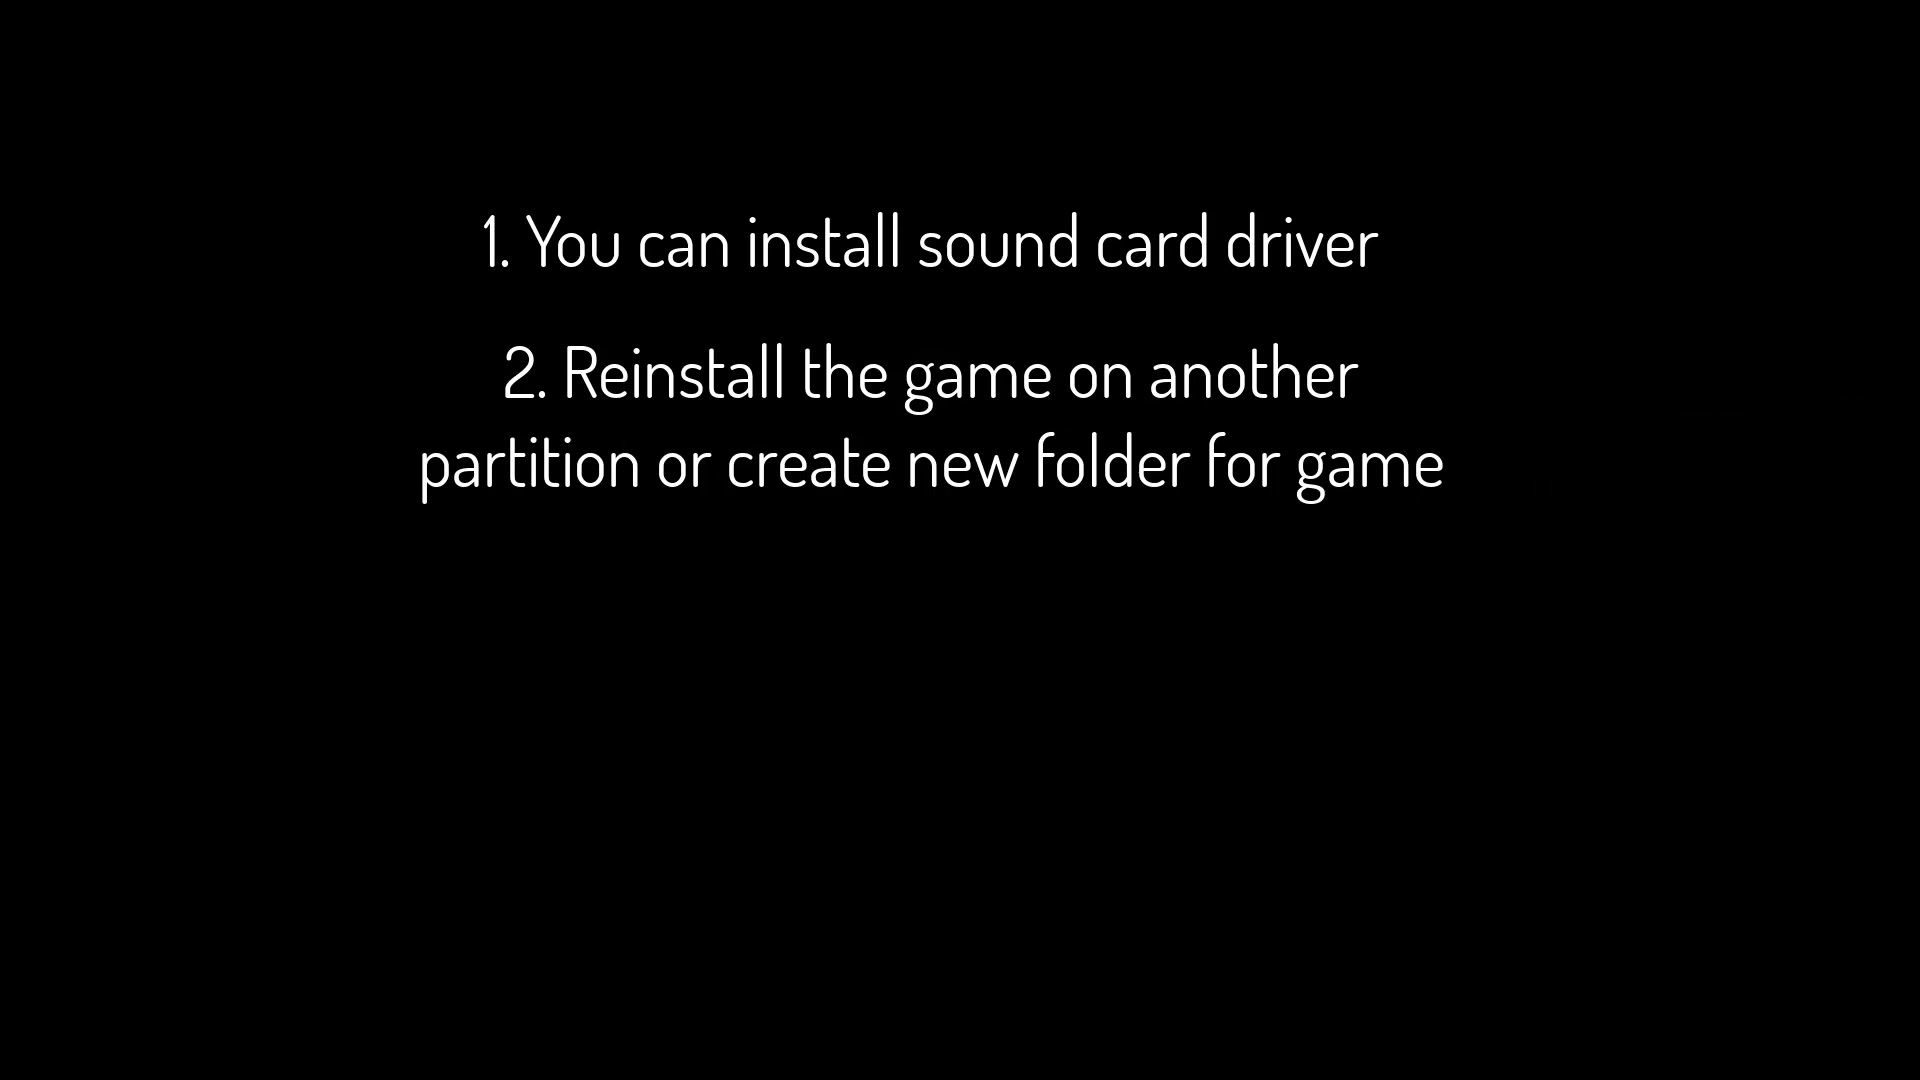 1. You can install sound card driver
2. Reinstall the game on another
partition or create new folder for game